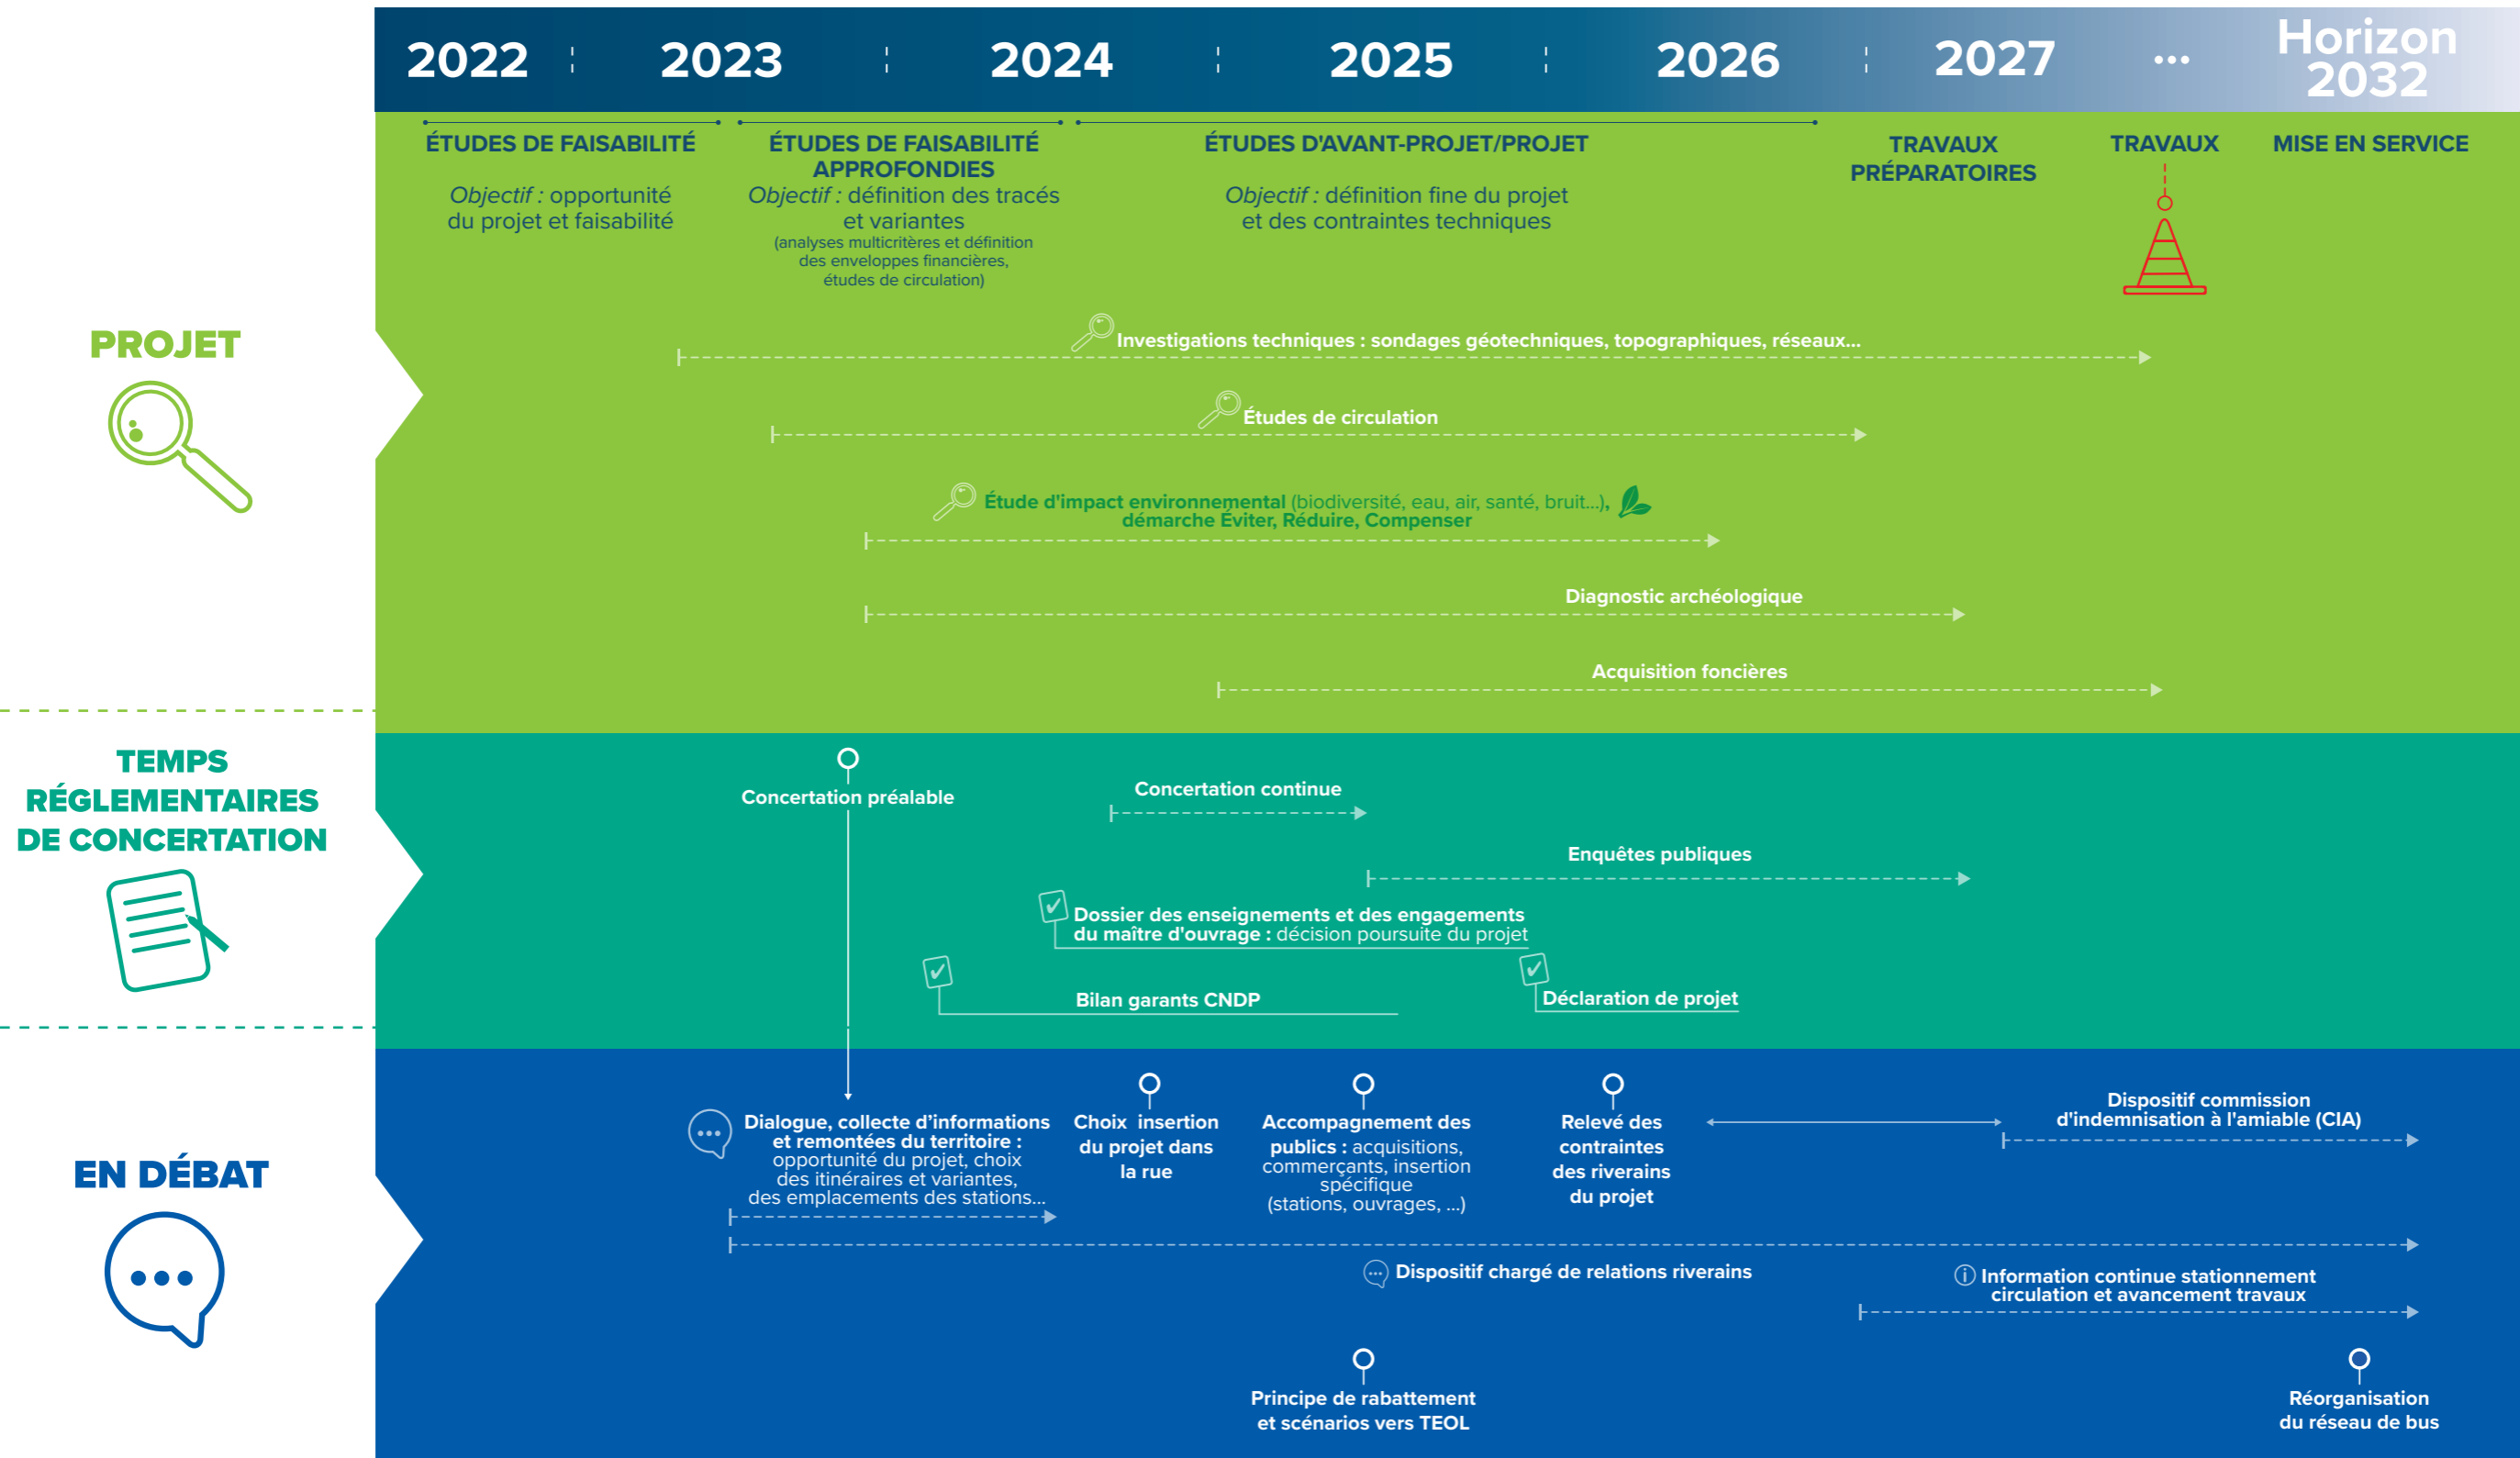 2022
2023
2024
2025
2026
2027
...
Horizon
2032
PROJET
ÉTUDES DE FAISABILITÉ
Objectif : opportunité
du projet et faisabilité
ÉTUDES DE FAISABILITÉ
APPROFONDIES
Objectif : définition des tracés
et variantes
(analyses multicritères et définition
des enveloppes financières,
études de circulation)
ÉTUDES D'AVANT-PROJET/PROJET
Objectif : définition fine du projet
et des contraintes techniques
TRAVAUX
PRÉPARATOIRES
TRAVAUX
MISE EN SERVICE
Investigations techniques : sondages géotechniques, topographiques, réseaux...
Études de circulation
Étude d'impact environnemental (biodiversité, eau, air, santé, bruit...),
démarche Éviter, Réduire, Compenser
Diagnostic archéologique
Acquisition foncières
TEMPS
RÉGLEMENTAIRES
DE CONCERTATION
Concertation préalable
Concertation continue
Enquêtes publiques
Dossier des enseignements et des engagements
du maître d'ouvrage : décision poursuite du projet
Bilan garants CNDP
Déclaration de projet
EN DÉBAT
Dialogue, collecte d'informations
et remontées du territoire :
opportunité du projet, choix
des itinéraires et variantes,
des emplacements des stations...
Choix insertion
du projet dans
la rue
Accompagnement des
publics : acquisitions,
commerçants, insertion
spécifique
(stations, ouvrages, ...)
Relevé des
contraintes
des riverains
du projet
Dispositif commission
d'indemnisation à l'amiable (CIA)
Dispositif chargé de relations riverains
Information continue stationnement
circulation et avancement travaux
Principe de rabattement
et scénarios vers TEOL
Réorganisation
du réseau de bus